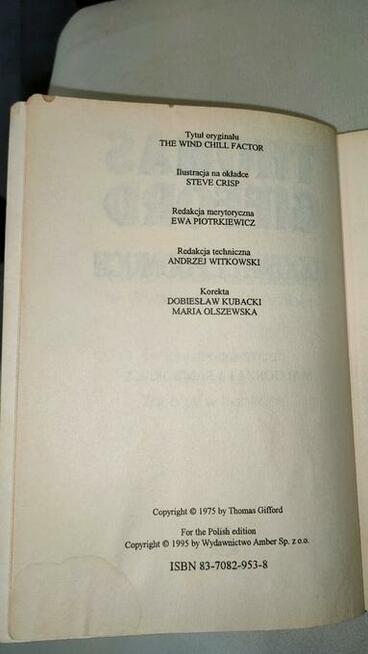 Tytuł oryginału
THE WIND CHILL FACTOR
Ilustracja na okładce
STEVE CRISP
Redakcja merytoryczna
EWA PIOTRKIEWICZ
Redakcja techniczna
ANDRZEJ WITKOWSKI
Korekta
DOBIESŁAW KUBACKI
MARIA OLSZEWSKA
Copyright © 1975 by Thomas Gifford
For the Polish edition
Copyright © 1995 by Wydawnictwo Amber Sp. z o.o.
ISBN 83-7082-953-8